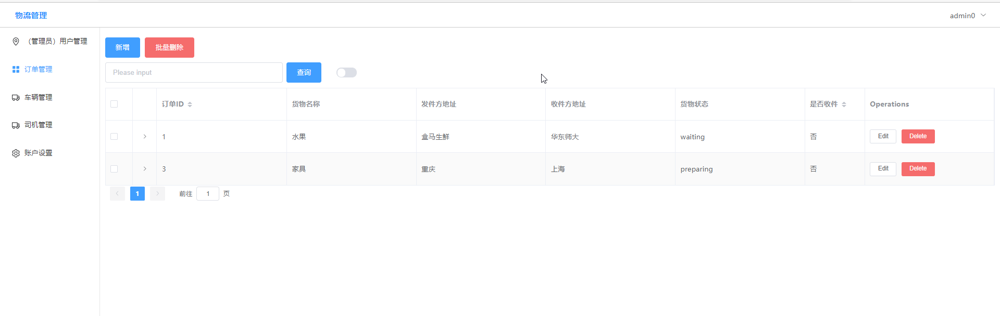 物流管理
admin0
（管理员）用户管理
订单管理
车辆管理
司机管理
账户设置
新增 批量删除
Please input 查询
订单ID 货物名称 发件方地址 收件方地址 货物状态 是否收件 Operations
1 水果 盒马生鲜 华东师大 waiting 否 Edit Delete
3 家具 重庆 上海 preparing 否 Edit Delete
1 前往 1 页